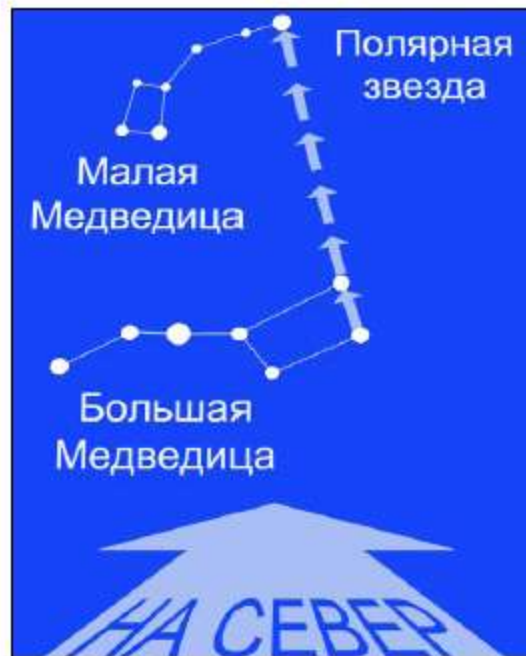 Полярная
звезда
Малая
Медведица
Большая
Медведица
НА СЕВЕР